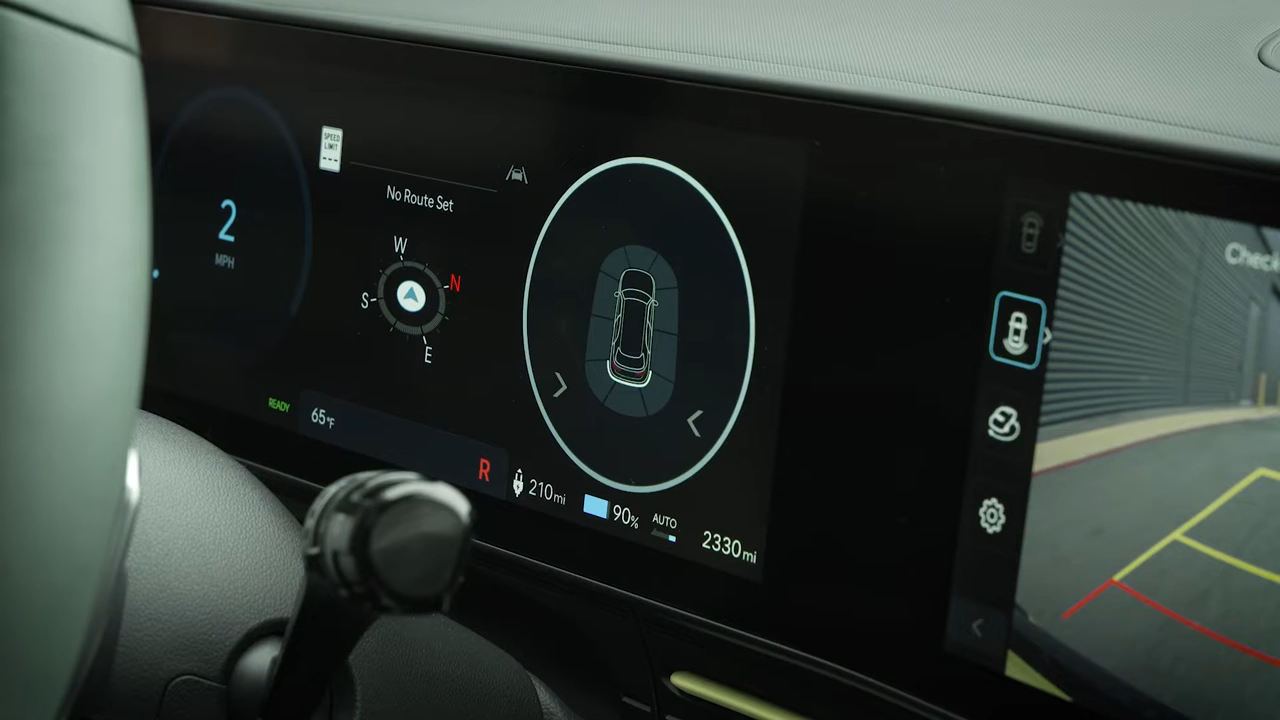 2
MPH
SPEED
LIMIT
---
No Route Set
W
N
S
E
READY
65°F
R
210mi
90%
AUTO
2330mi
Check